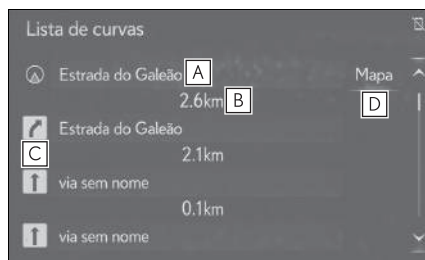 Lista de curvas
Estrada do Galeão A Mapa
2.6km B D
Estrada do Galeão
C 2.1km
via sem nome
0.1km
via sem nome